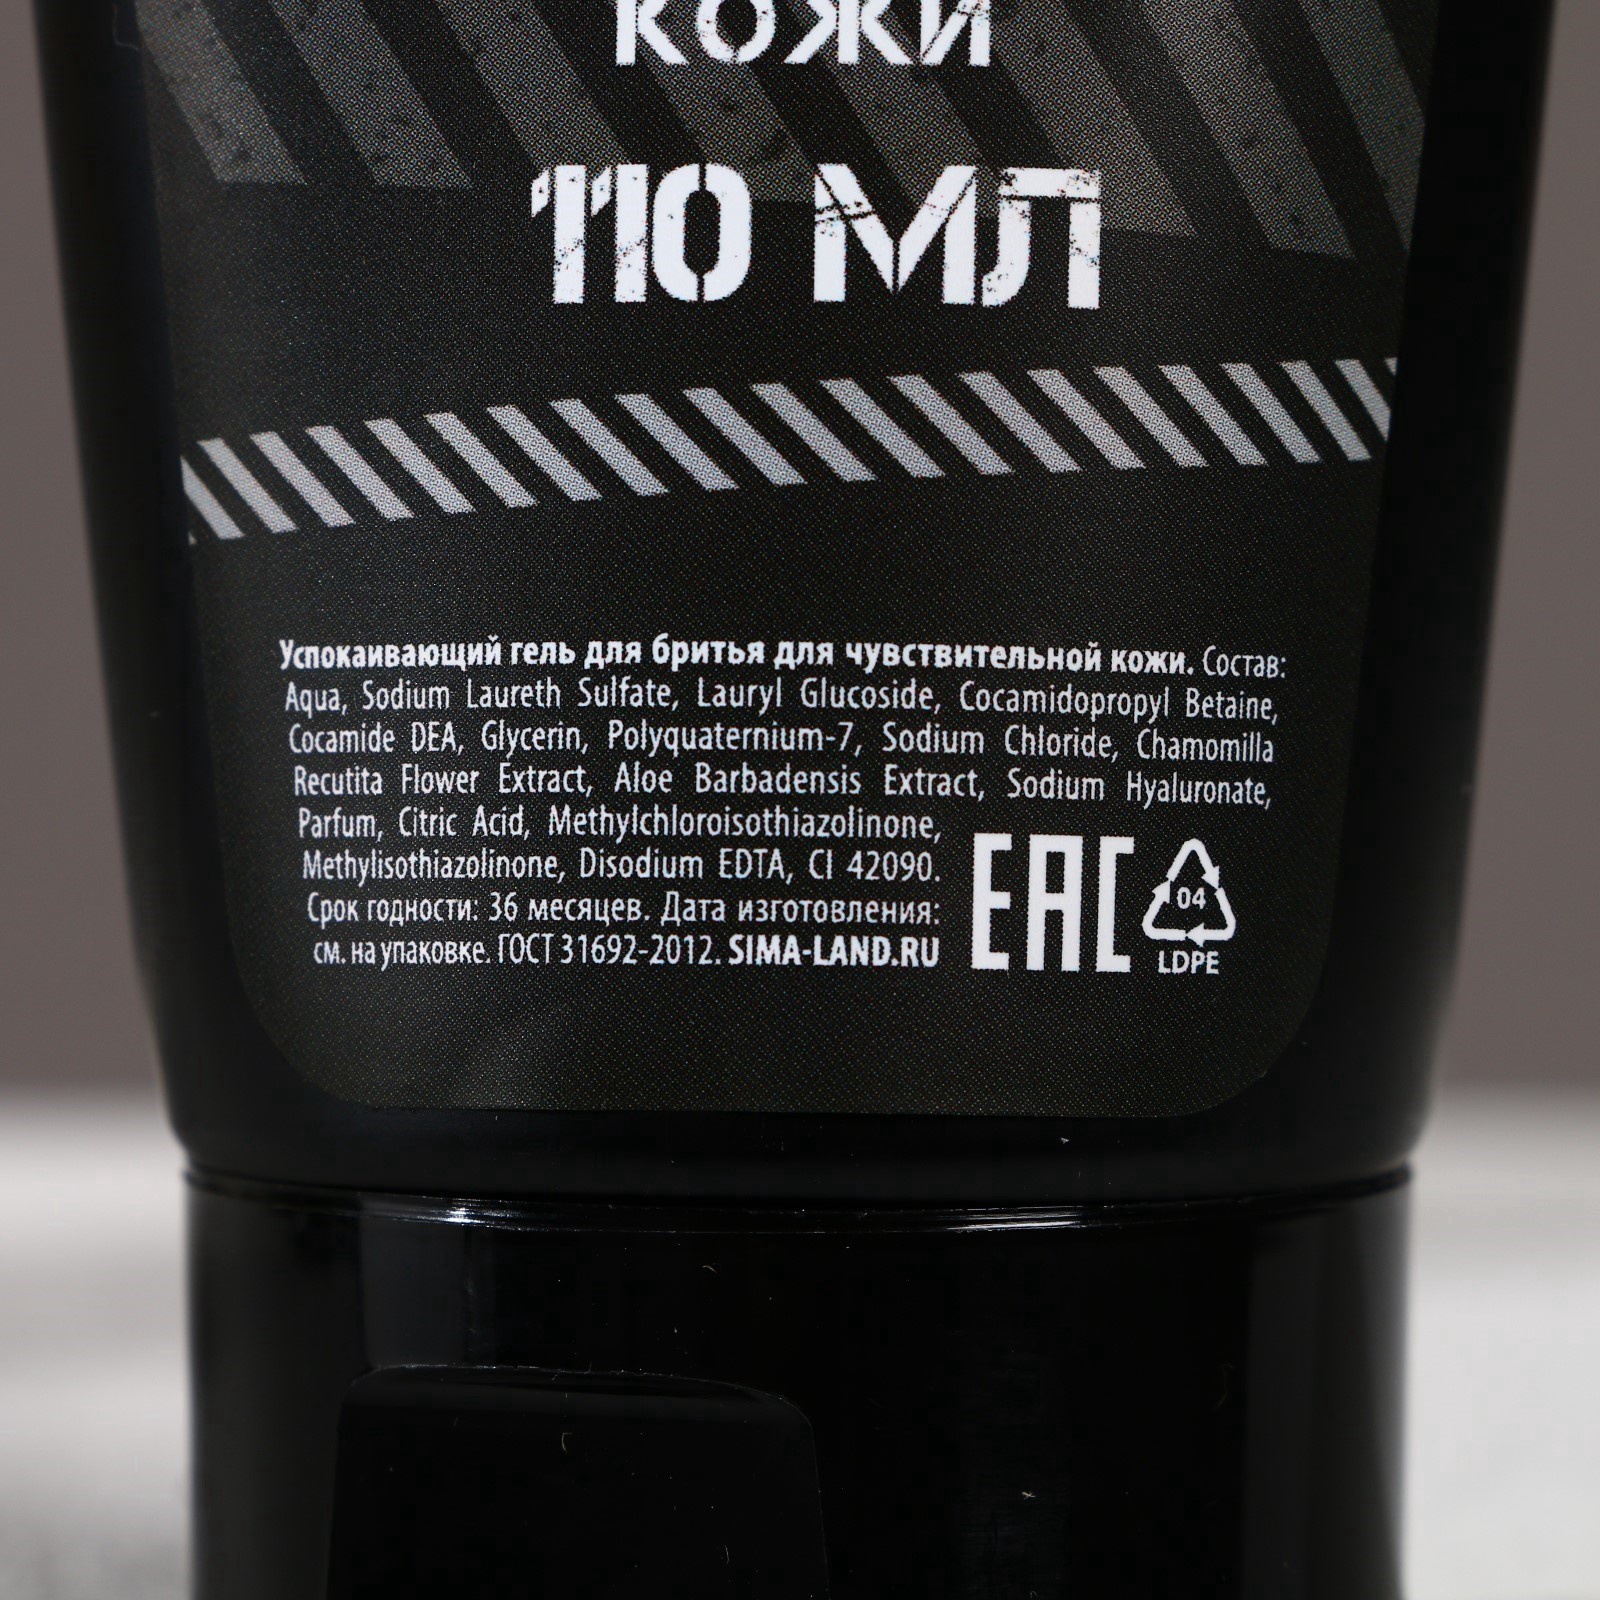 кожи
110 мл
Успокаивающий гель для бритья для чувствительной кожи. Состав:
Aqua, Sodium Laureth Sulfate, Lauryl Glucoside, Cocamidopropyl Betaine,
Cocamide DEA, Glycerin, Polyquaternium-7, Sodium Chloride, Chamomilla
Recutita Flower Extract, Aloe Barbadensis Extract, Sodium Hyaluronate,
Parfum, Citric Acid, Methylchloroisothiazolinone,
Methylisothiazolinone, Disodium EDTA, CI 42090.
Срок годности: 36 месяцев. Дата изготовления:
см. на упаковке. ГОСТ 31692-2012. SIMA-LAND.RU
EAC
04
LDPE